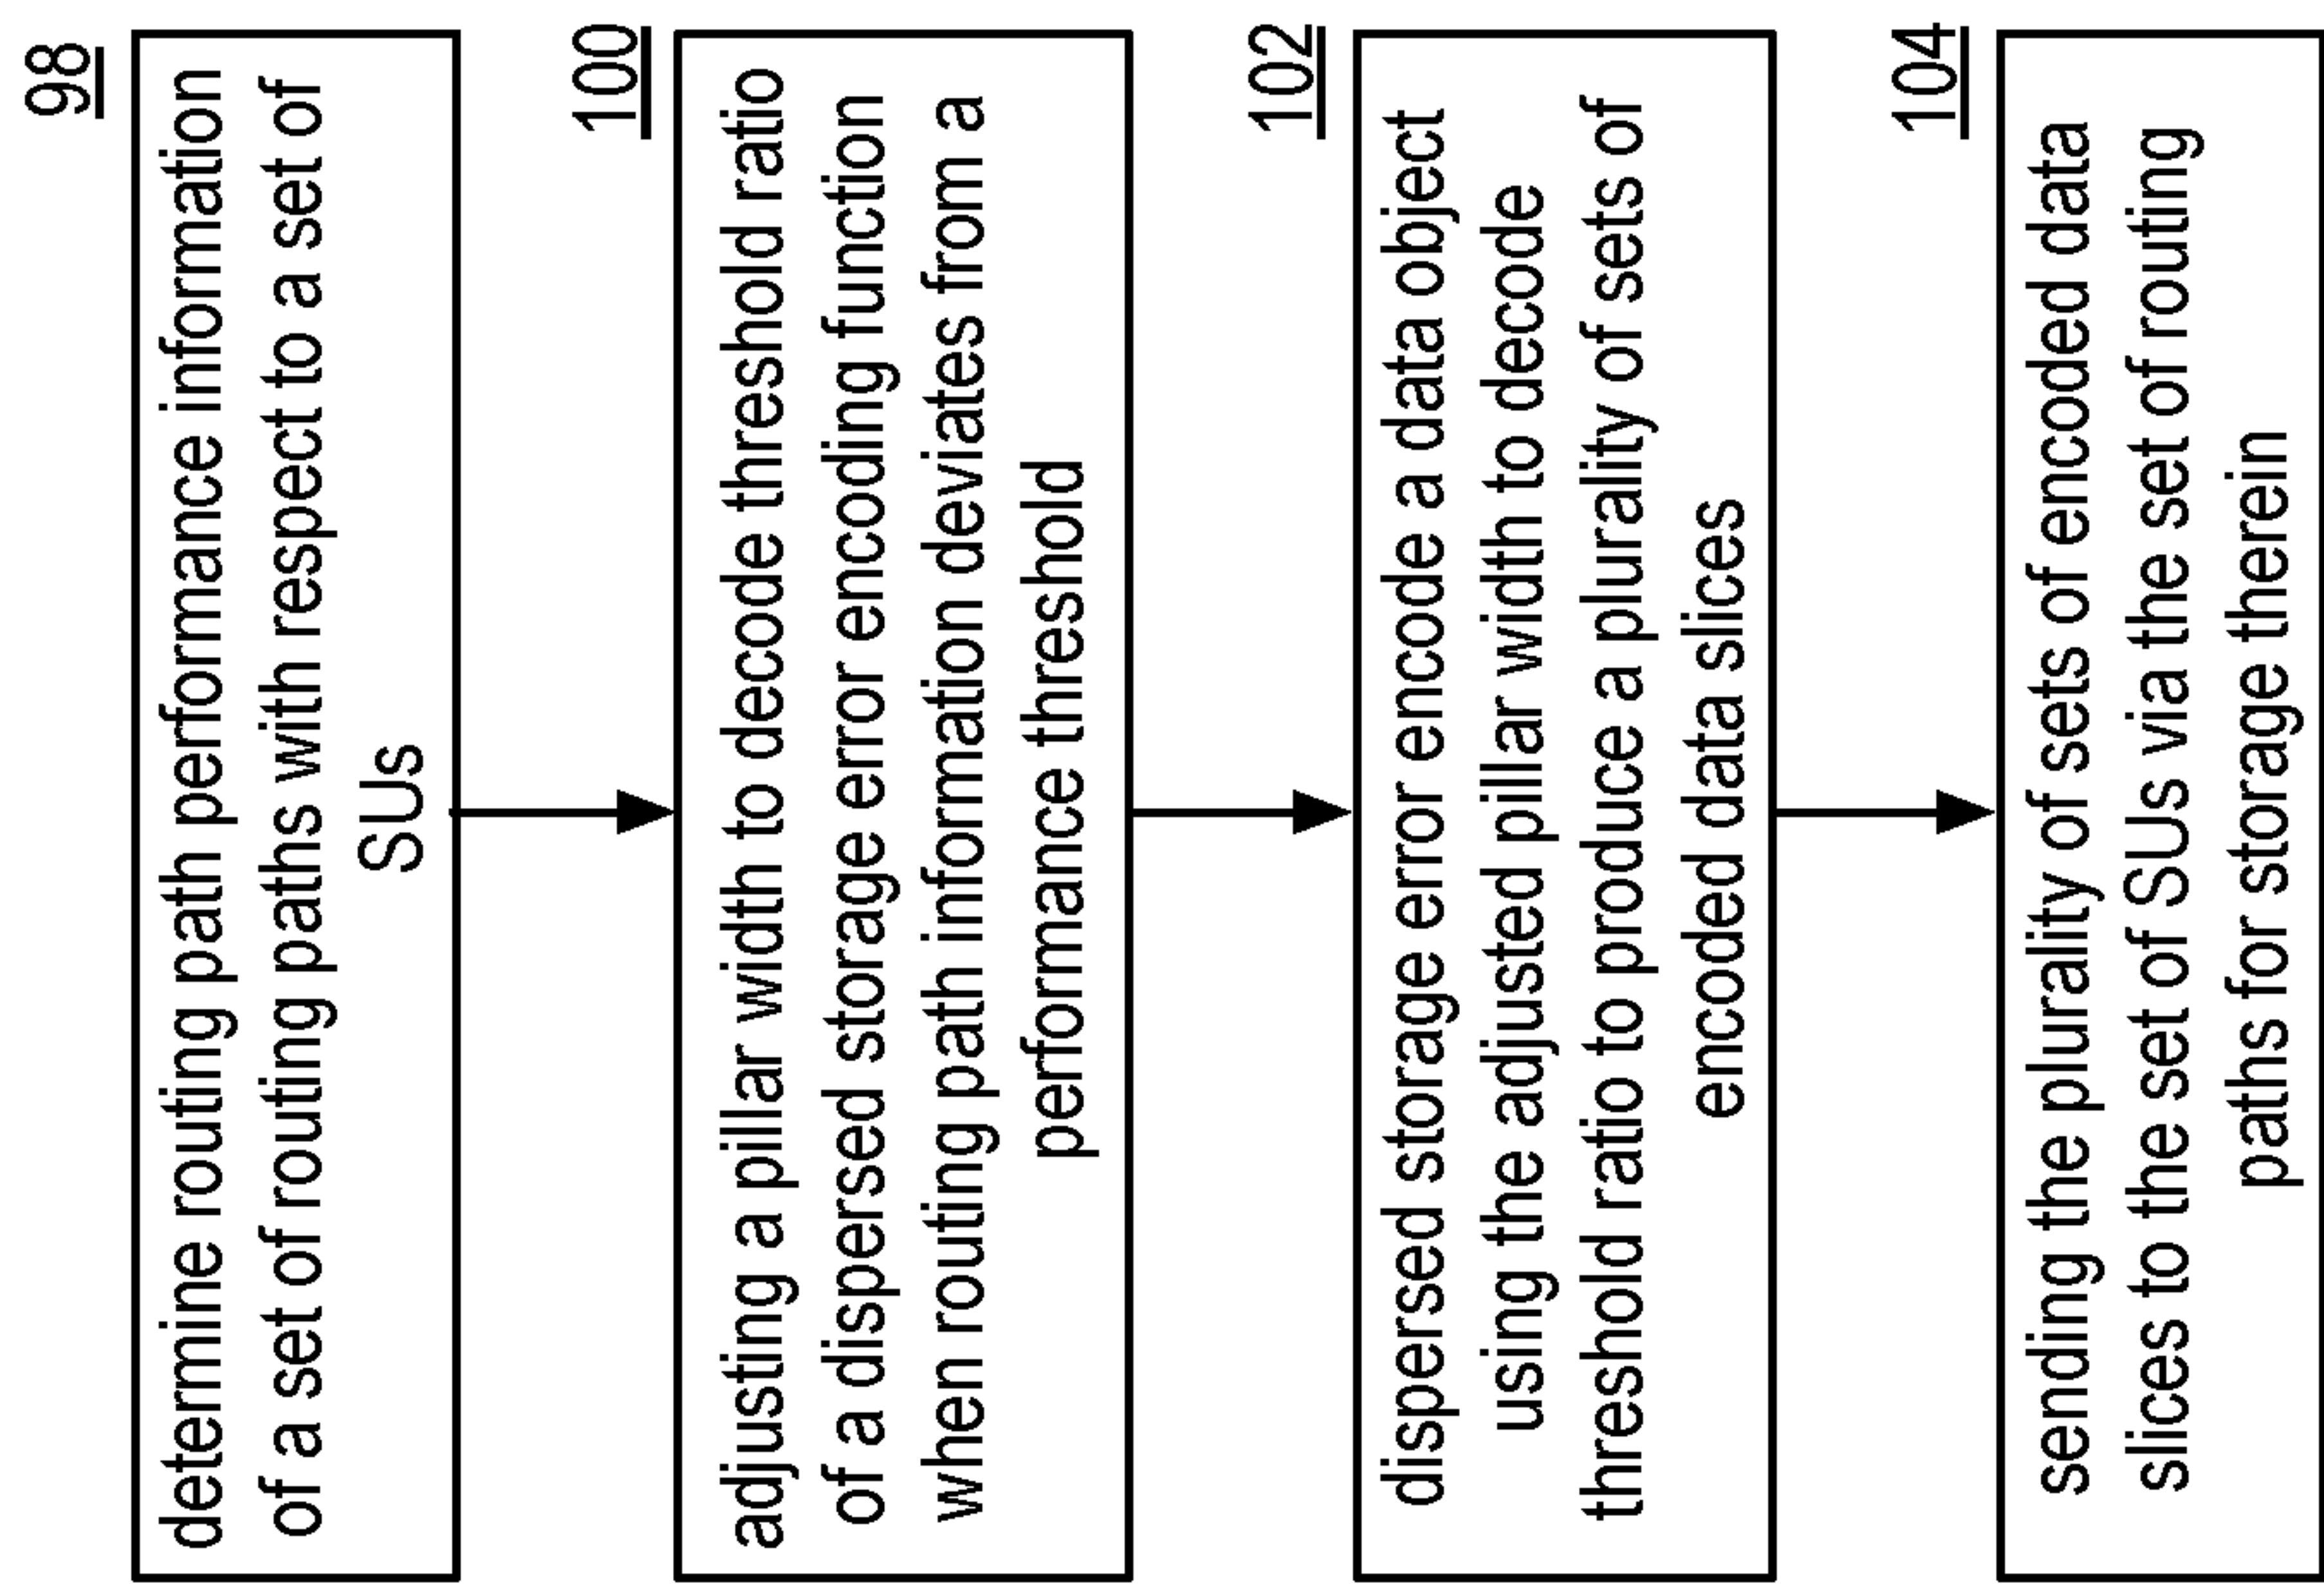 98
determine routing path performance information
of a set of routing paths with respect to a set of
SUs
100
adjusting a pillar width to decode threshold ratio
of a dispersed storage error encoding function
when routing path information deviates from a
performance threshold
102
dispersed storage error encode a data object
using the adjusted pillar width to decode
threshold ratio to produce a plurality of sets of
encoded data slices
104
sending the plurality of sets of encoded data
slices to the set of SUs via the set of routing
paths for storage therein